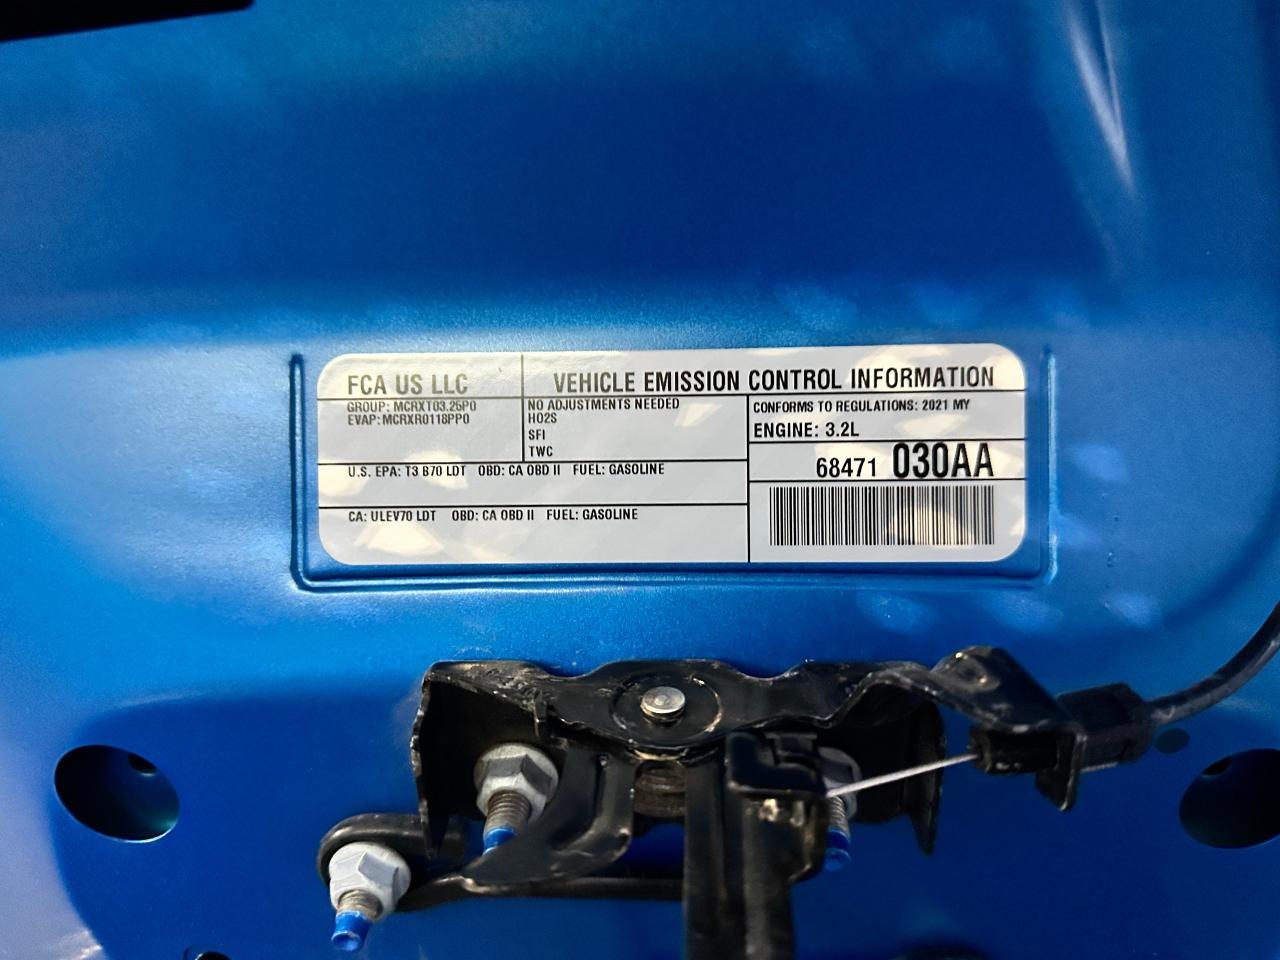 FCA US LLC
VEHICLE EMISSION CONTROL INFORMATION
GROUP: MCRXT03.25P0
EVAP: MCRXR0118PP0
NO ADJUSTMENTS NEEDED
HO2S
SFI
TWC
CONFORMS TO REGULATIONS: 2021 MY
ENGINE: 3.2L
68471 030AA
U.S. EPA: T3 B70 LDT OBD: CA OBD II FUEL: GASOLINE
CA: ULEV70 LDT OBD: CA OBD II FUEL: GASOLINE